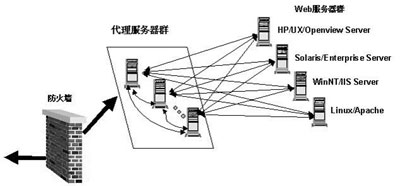 Web服务器群
HP/UX/Openview Server
代理服务器群
Solaris/Enterprise Server
WinNT/IIS Server
防火墙
Linux/Apache